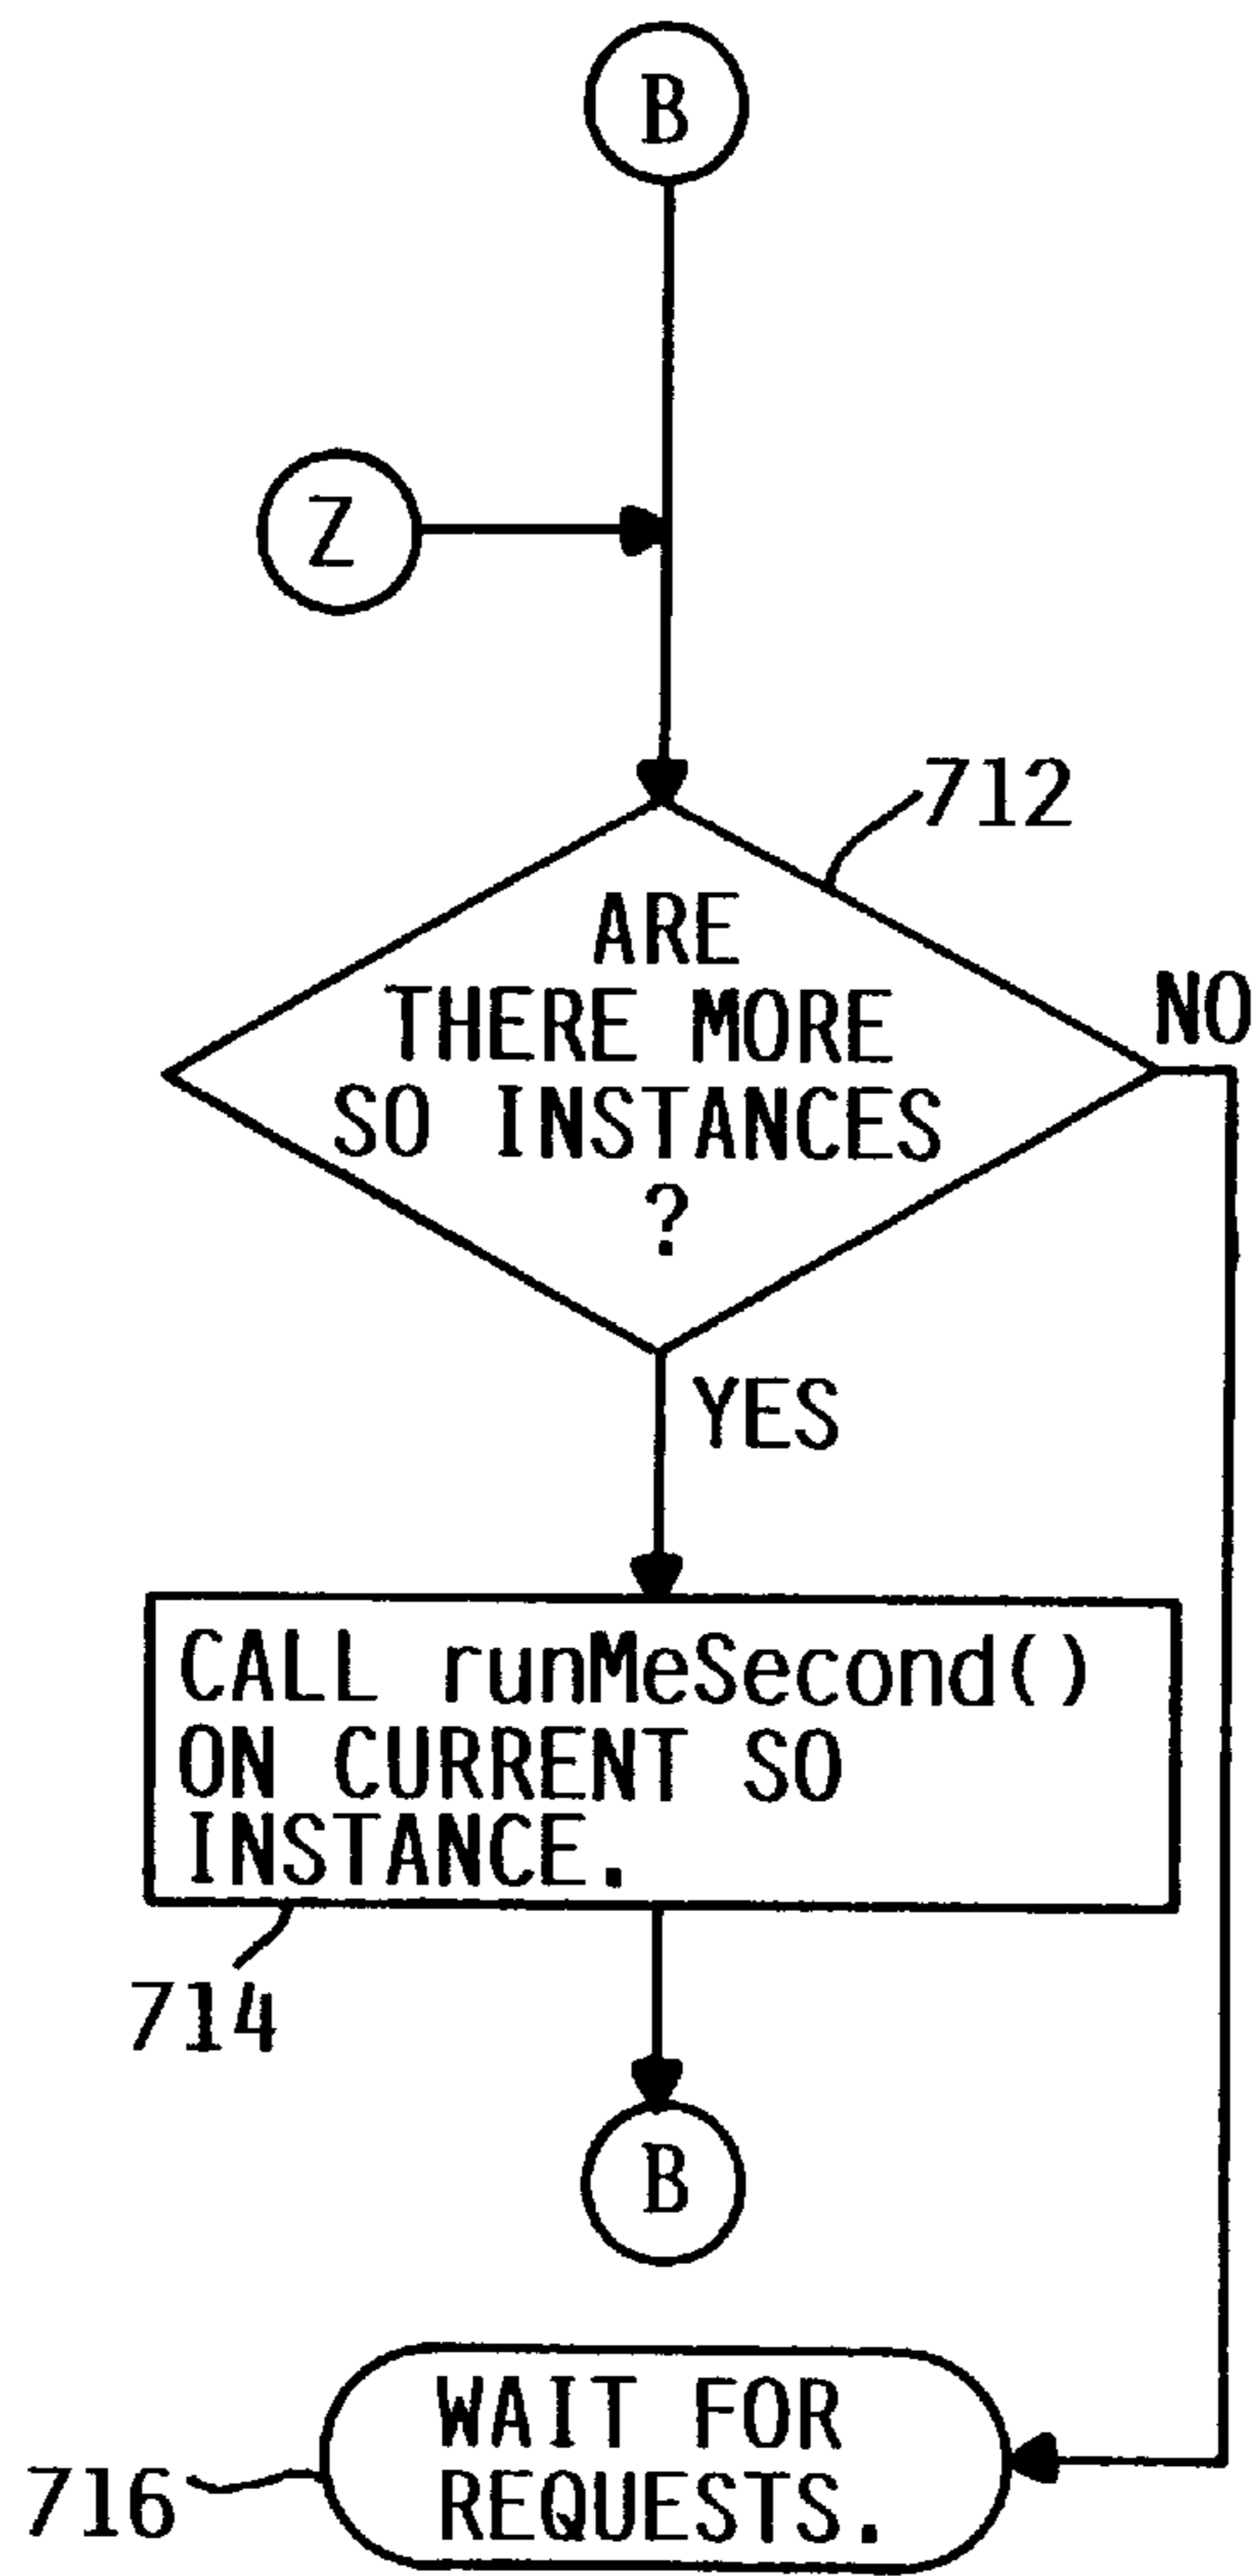 B
Z
712
ARE
THERE MORE
SO INSTANCES
?
NO
YES
CALL runMeSecond()
ON CURRENT SO
INSTANCE.
714
B
WAIT FOR
REQUESTS.
716